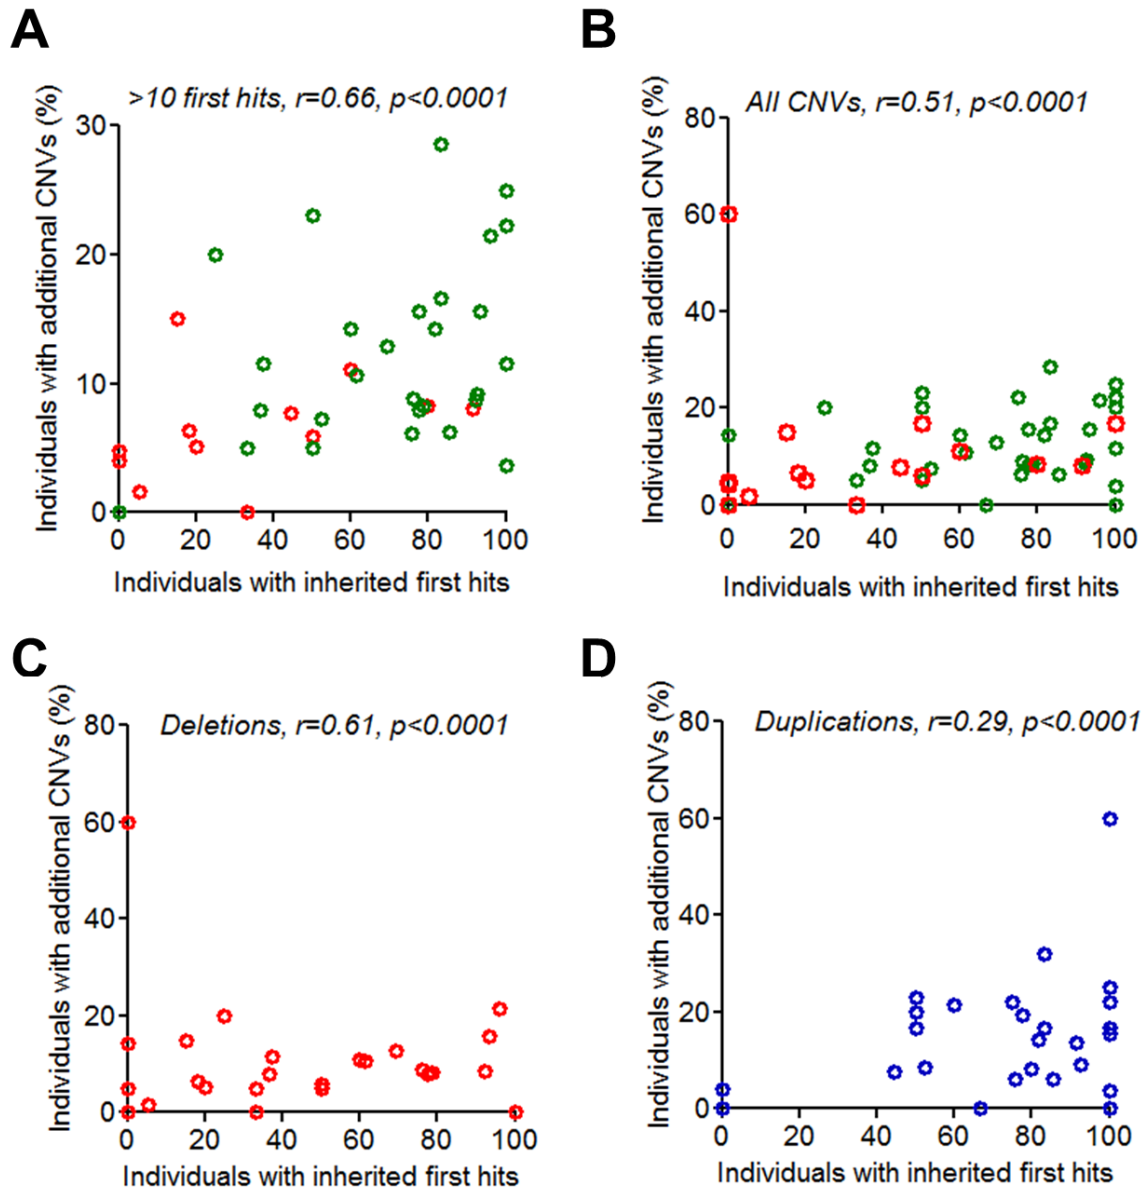 A
>10 first hits, r=0.66, p<0.0001
Individuals with additional CNVs (%)
30
20
10
0
0 20 40 60 80 100
Individuals with inherited first hits
B
All CNVs, r=0.51, p<0.0001
Individuals with additional CNVs (%)
80
60
40
20
0
0 20 40 60 80 100
Individuals with inherited first hits
C
Deletions, r=0.61, p<0.0001
Individuals with additional CNVs (%)
80
60
40
20
0
0 20 40 60 80 100
Individuals with inherited first hits
D
Duplications, r=0.29, p<0.0001
Individuals with additional CNVs (%)
80
60
40
20
0
0 20 40 60 80 100
Individuals with inherited first hits